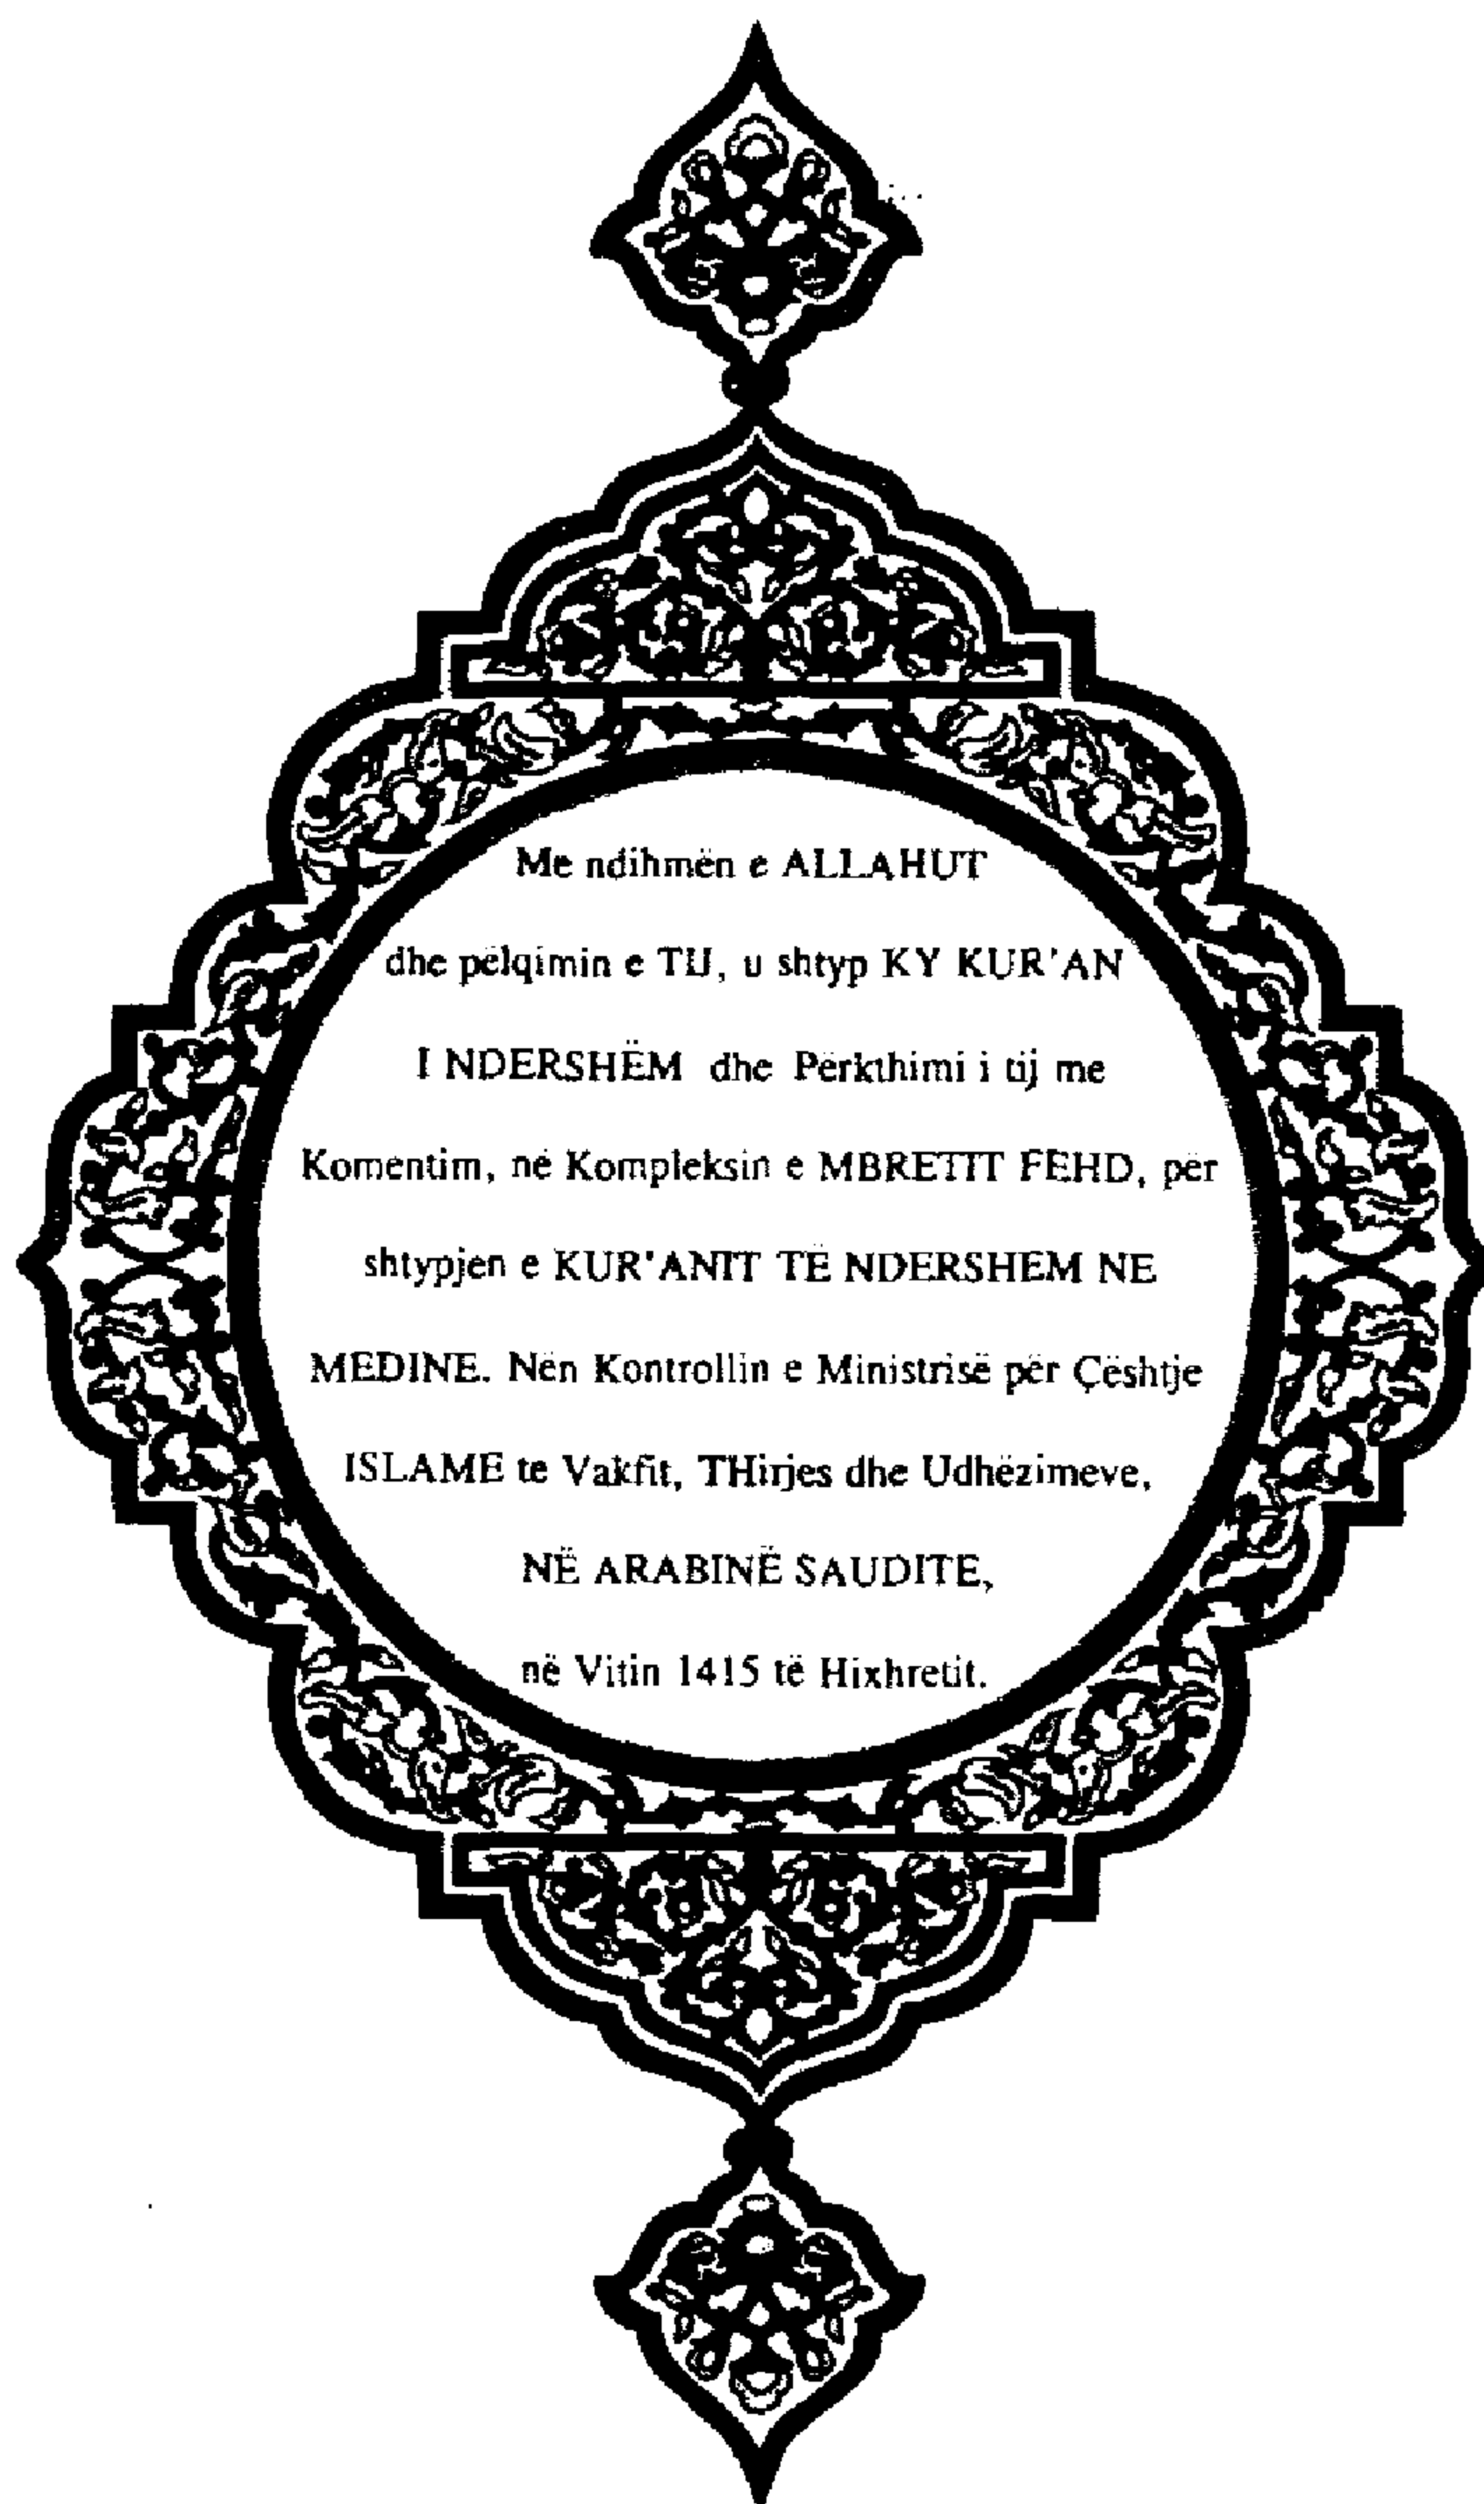 Me ndihmën e ALLAHUT
dhe pëlqimin e TIJ, u shtyp KY KUR'AN
I NDERSHËM dhe Përkthimi i tij me
Komentim, në Kompleksin e MBRETIT FEHD, për
shtypjen e KUR'ANIT TË NDERSHEM NE
MEDINE. Nën Kontrollin e Ministrisë për Çështje
ISLAME te Vakfit, THirjes dhe Udhëzimeve,
NË ARABINË SAUDITE,
në Vitin 1415 të Hixhretit.